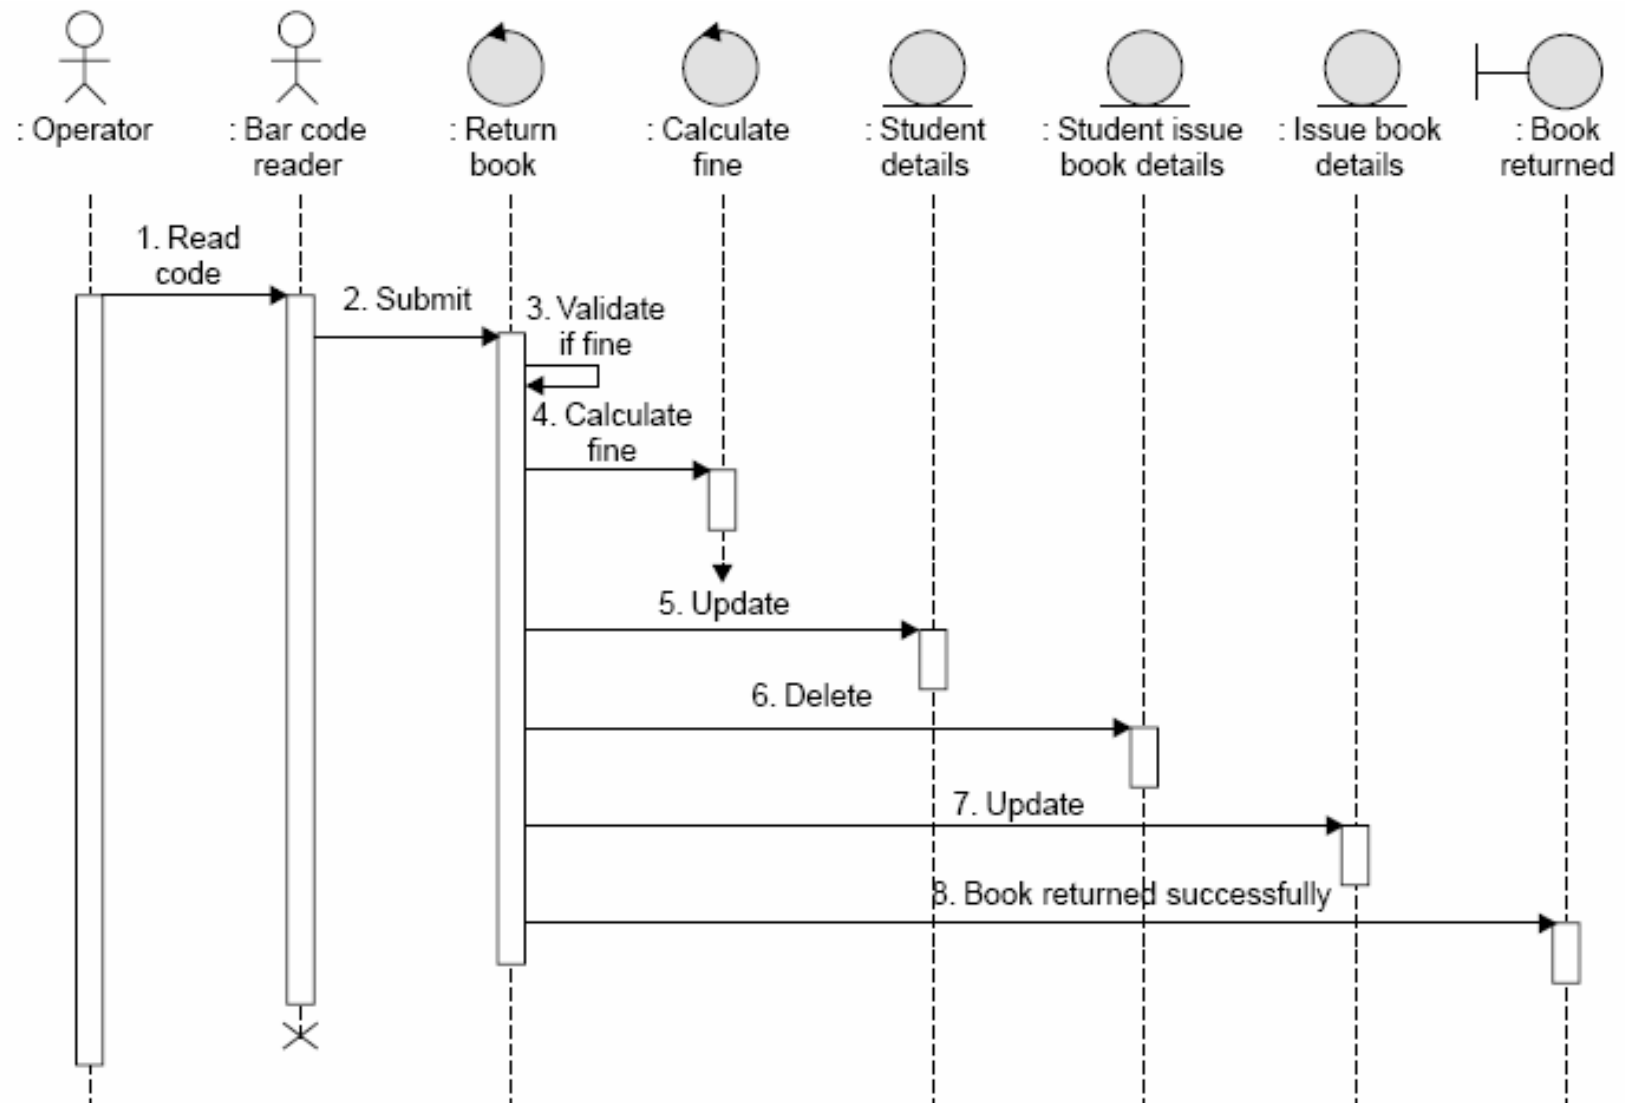 : Operator
: Bar code
reader
: Return
book
: Calculate
fine
: Student
details
: Student issue
book details
: Issue book
details
: Book
returned
1. Read
code
2. Submit
3. Validate
if fine
4. Calculate
fine
5. Update
6. Delete
7. Update
8. Book returned successfully